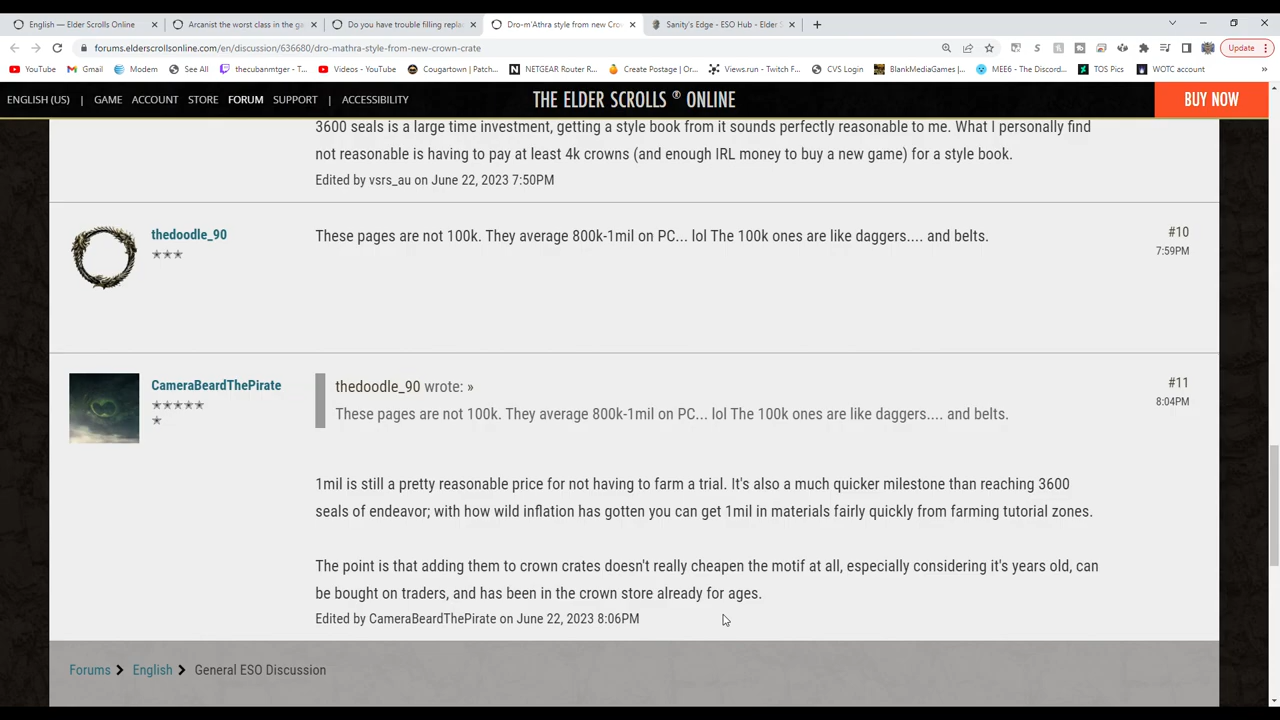 English — Elder Scrolls Online
Arcanist the worst class in the ga
Do you have trouble filling repla
Dro-m'Athra style from new Cro
Sanity's Edge - ESO Hub - Elder S
forums.elderscrollsonline.com/en/discussion/636680/dro-mathra-style-from-new-crown-crate
Update
YouTube
Gmail
Modem
See All
thecubanmtger - T...
Videos - YouTube
Cougartown | Patch...
NETGEAR Router R...
Create Postage | Or...
Views.run - Twitch F...
CVS Login
BlankMediaGames |...
MEE6 - The Discord...
TOS Pics
WOTC account
ENGLISH (US) | GAME ACCOUNT STORE FORUM SUPPORT | ACCESSIBILITY
THE ELDER SCROLLS ® ONLINE
BUY NOW
3600 seals is a large time investment, getting a style book from it sounds perfectly reasonable to me. What I personally find
not reasonable is having to pay at least 4k crowns (and enough IRL money to buy a new game) for a style book.
Edited by vsrs_au on June 22, 2023 7:50PM
thedoodle_90
These pages are not 100k. They average 800k-1mil on PC... lol The 100k ones are like daggers.... and belts.
#10
7:59PM
CameraBeardThePirate
thedoodle_90 wrote: »
These pages are not 100k. They average 800k-1mil on PC... lol The 100k ones are like daggers.... and belts.
#11
8:04PM
1mil is still a pretty reasonable price for not having to farm a trial. It's also a much quicker milestone than reaching 3600
seals of endeavor; with how wild inflation has gotten you can get 1mil in materials fairly quickly from farming tutorial zones.
The point is that adding them to crown crates doesn't really cheapen the motif at all, especially considering it's years old, can
be bought on traders, and has been in the crown store already for ages.
Edited by CameraBeardThePirate on June 22, 2023 8:06PM
Forums > English > General ESO Discussion